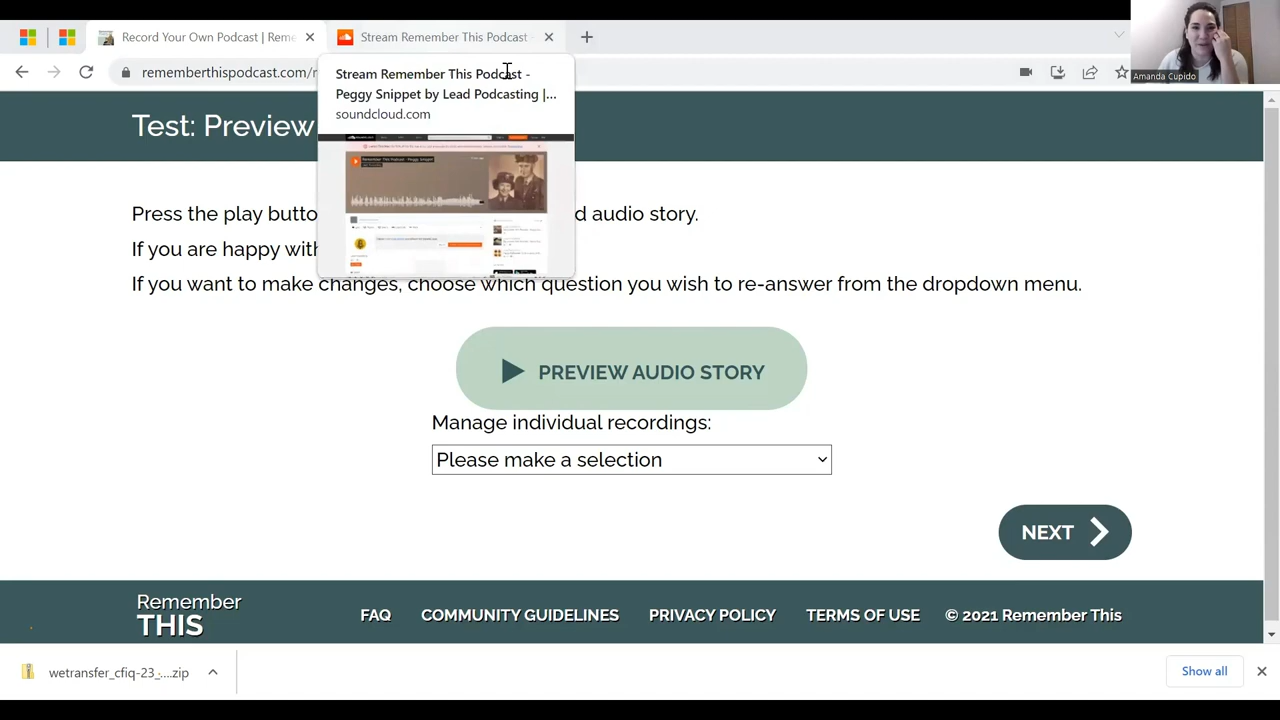 Record Your Own Podcast | Reme
Stream Remember This Podcast -
Amanda Cupido
rememberthispodcast.com/r
Stream Remember This Podcast -
Peggy Snippet by Lead Podcasting |...
soundcloud.com
Test: Preview
Press the play butto
d audio story.
If you are happy with
If you want to make changes, choose which question you wish to re-answer from the dropdown menu.
PREVIEW AUDIO STORY
Manage individual recordings:
Please make a selection
NEXT
Remember
THIS
FAQ
COMMUNITY GUIDELINES
PRIVACY POLICY
TERMS OF USE
© 2021 Remember This
wetransfer_cfiq-23_....zip
Show all